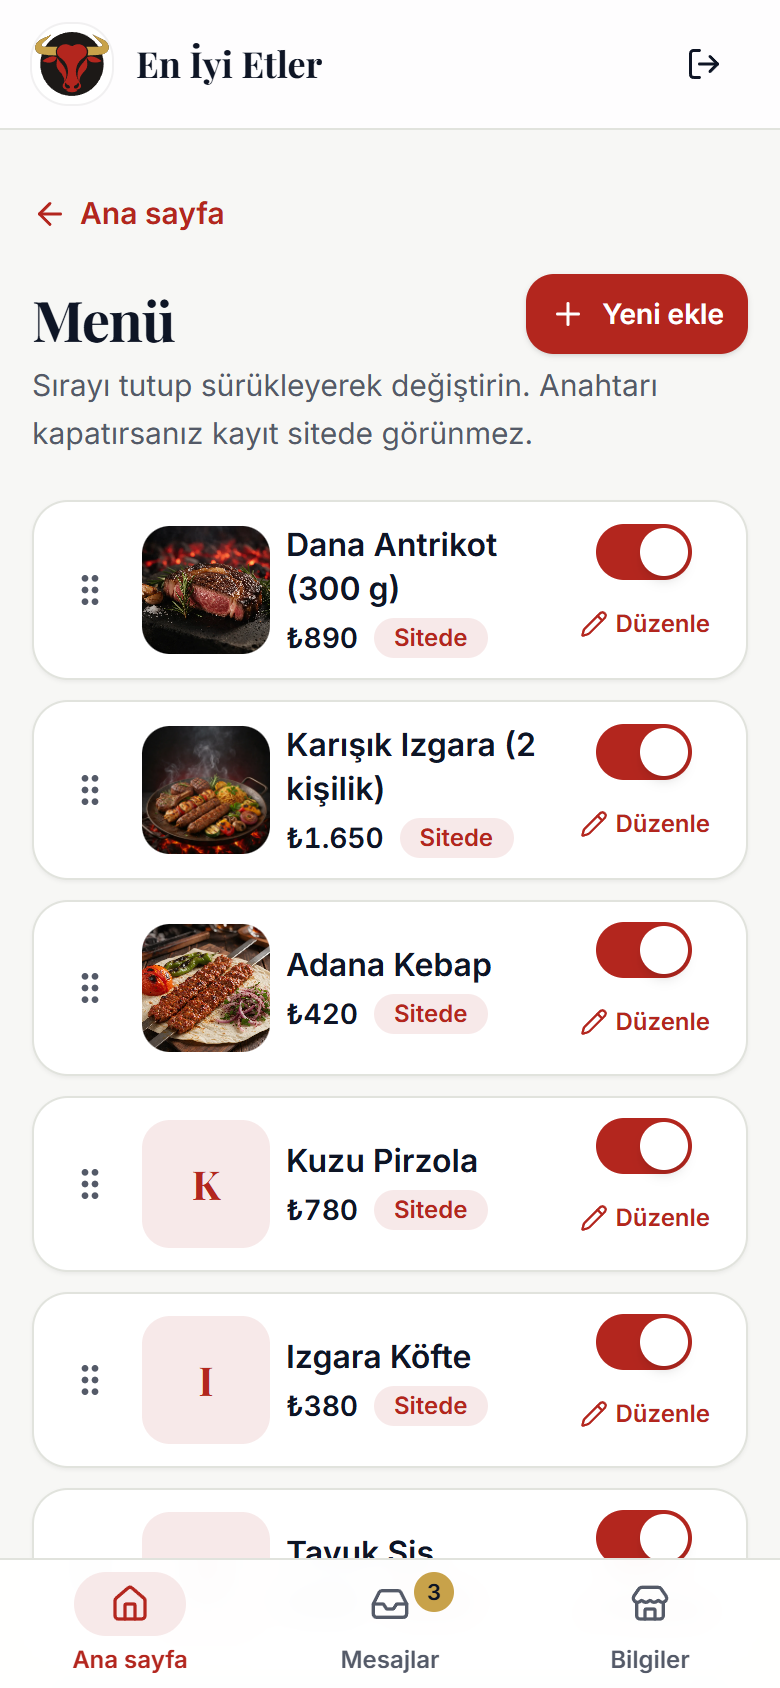 En İyi Etler
Ana sayfa
Menü
Yeni ekle
Sırayı tutup sürükleyerek değiştirin. Anahtarı
kapatırsanız kayıt sitede görünmez.
Dana Antrikot
(300 g)
₺890 Sitede
Düzenle
Karışık Izgara (2
kişilik)
₺1.650 Sitede
Düzenle
Adana Kebap
₺420 Sitede
Düzenle
K
Kuzu Pirzola
₺780 Sitede
Düzenle
I
Izgara Köfte
₺380 Sitede
Düzenle
Tavuk Şiş
3
Ana sayfa
Mesajlar
Bilgiler